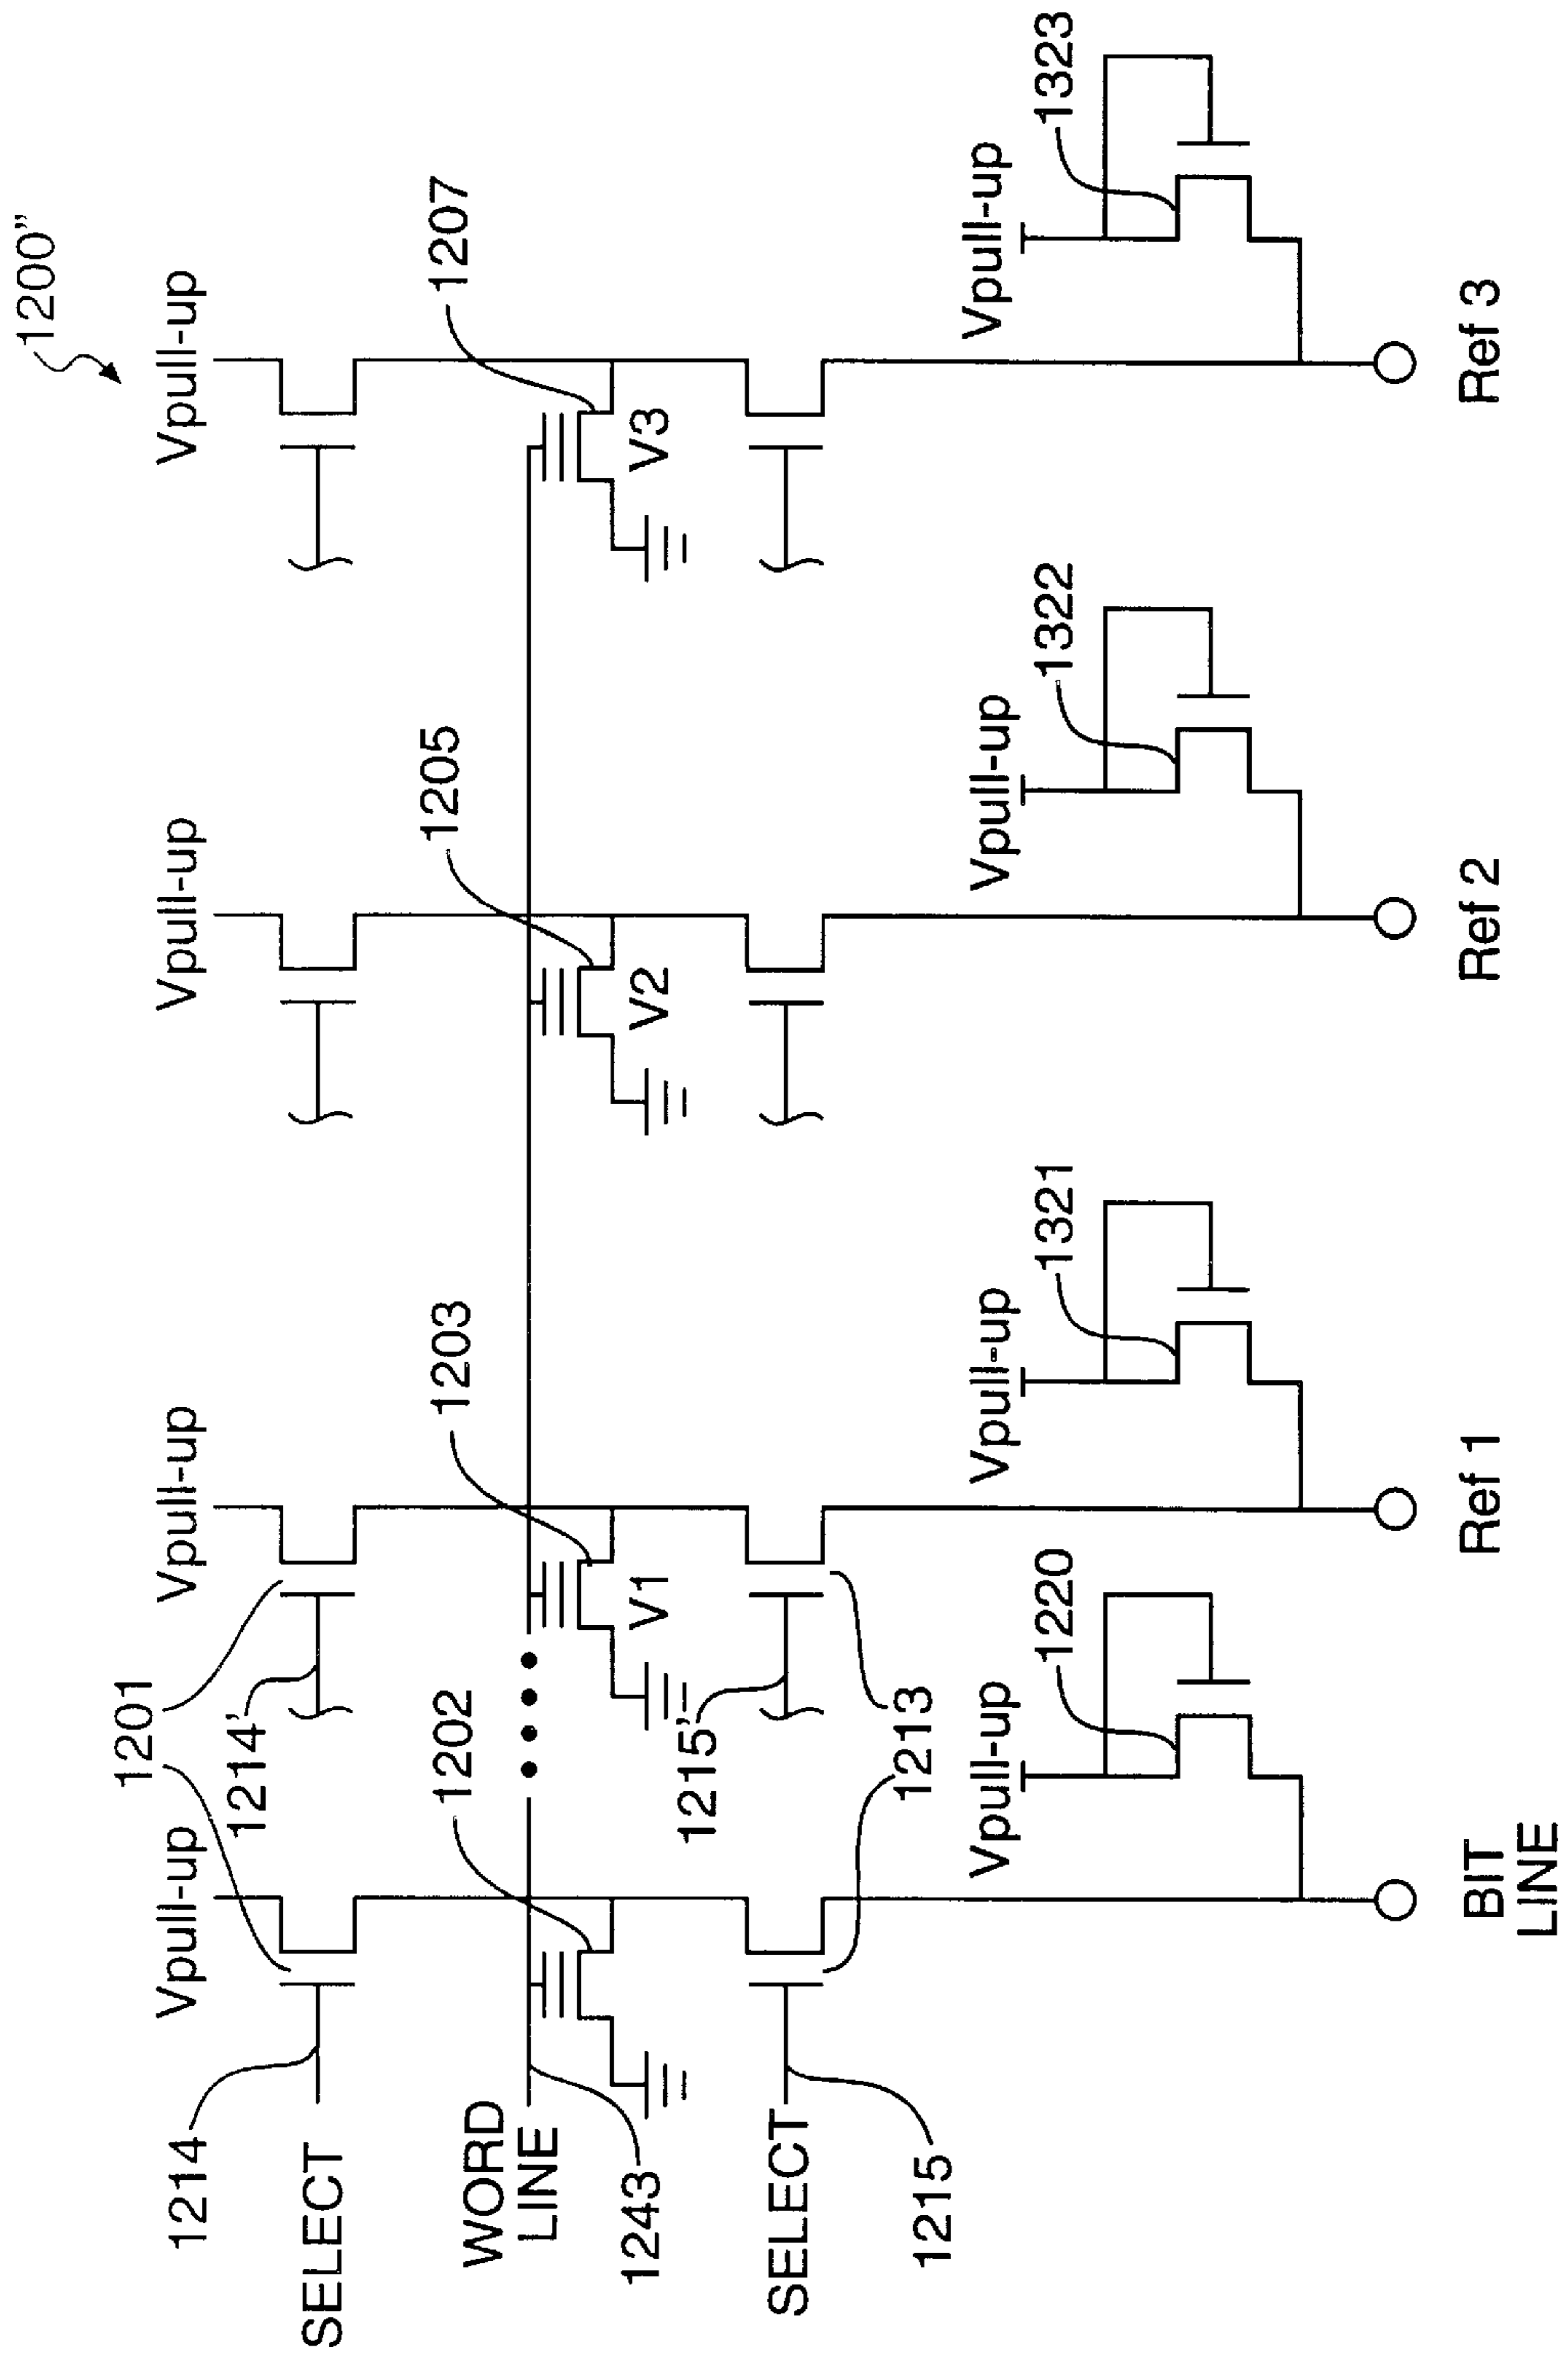 1200"
Vpull-up
Vpull-up
Vpull-up
Vpull-up
1201
1214
1214'
SELECT
WORD
LINE
1202
1203
1205
1207
1243
V1
V2
V3
SELECT
1215'
1215
1213
Vpull-up
1220
Vpull-up
1321
Vpull-up
1322
Vpull-up
1323
BIT
LINE
Ref 1
Ref 2
Ref 3